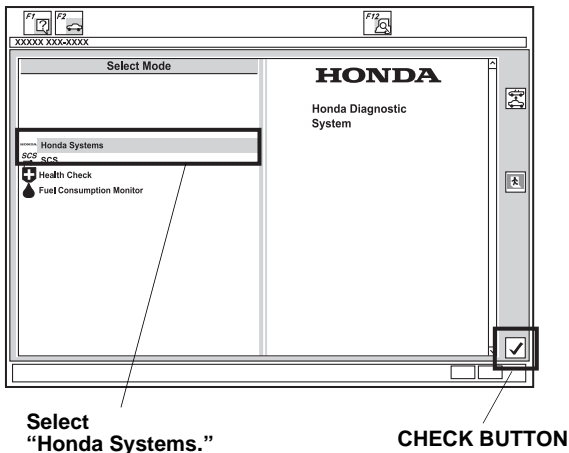 F1 F2 F12
XXXXX XXX-XXXX
Select Mode
HONDA
Honda Diagnostic
System
HONDA Honda Systems
SCS SCS
Health Check
Fuel Consumption Monitor
Select
“Honda Systems.”
CHECK BUTTON